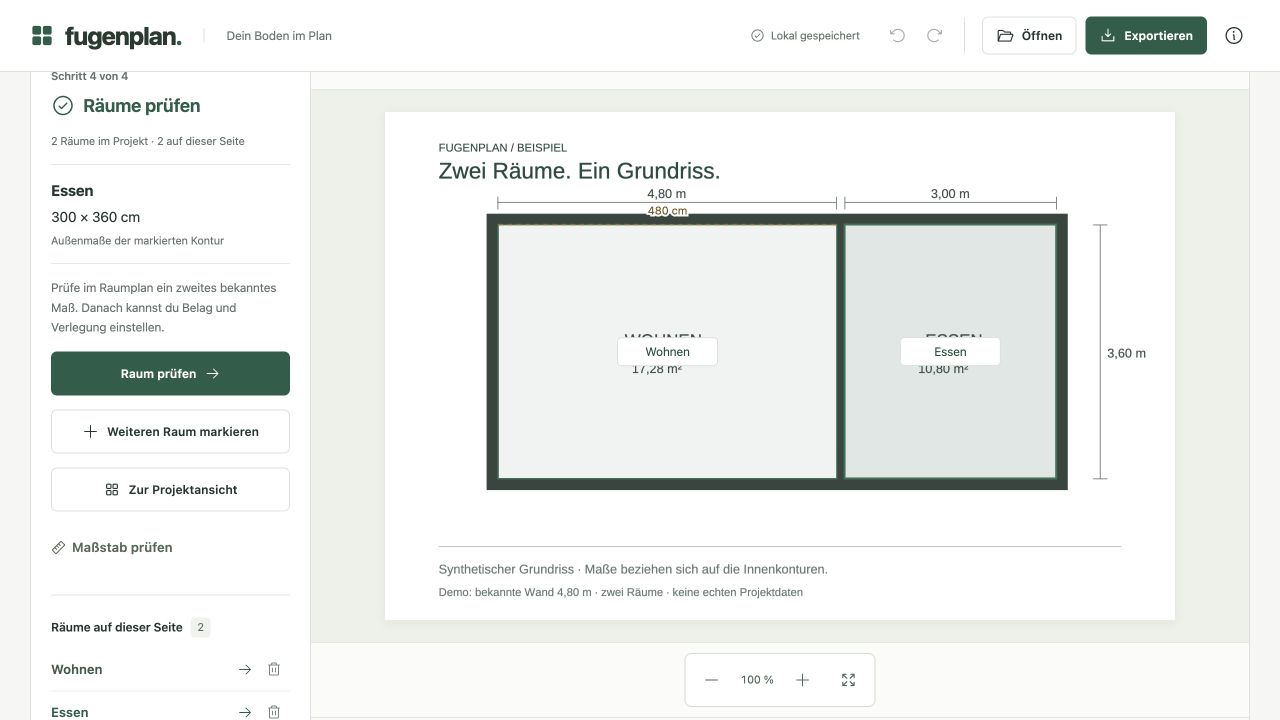 fugenplan.
Dein Boden im Plan
Lokal gespeichert
Öffnen
Exportieren
Schritt 4 von 4
Räume prüfen
2 Räume im Projekt · 2 auf dieser Seite
Essen
300 × 360 cm
Außenmaße der markierten Kontur
Prüfe im Raumplan ein zweites bekanntes
Maß. Danach kannst du Belag und
Verlegung einstellen.
Raum prüfen
Weiteren Raum markieren
Zur Projektansicht
Maßstab prüfen
Räume auf dieser Seite 2
Wohnen
Essen
FUGENPLAN / BEISPIEL
Zwei Räume. Ein Grundriss.
4,80 m
3,00 m
480 cm
WOHNEN
ESSEN
Wohnen
Essen
17,28 m²
10,80 m²
3,60 m
Synthetischer Grundriss · Maße beziehen sich auf die Innenkonturen.
Demo: bekannte Wand 4,80 m · zwei Räume · keine echten Projektdaten
100 %